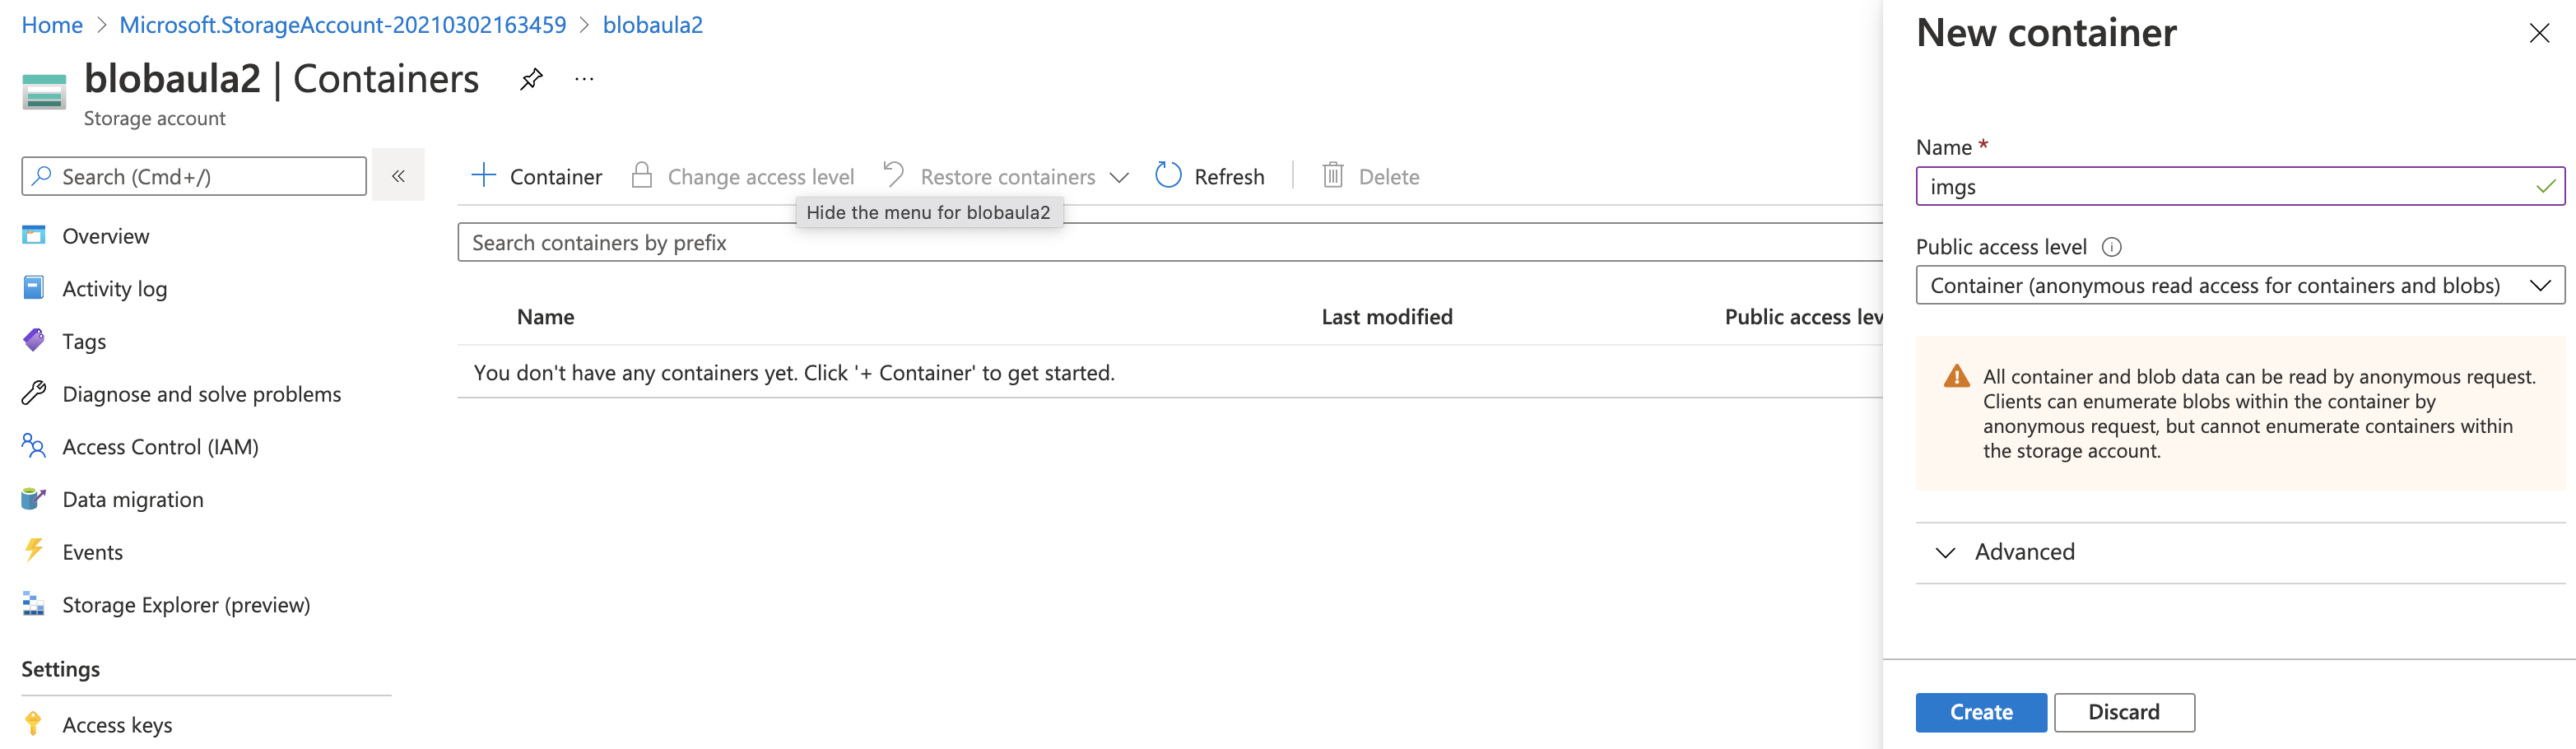 Home > Microsoft.StorageAccount-20210302163459 > blobaula2
blobaula2 | Containers ...
Storage account
Search (Cmd+/)
«
Overview
Activity log
Tags
Diagnose and solve problems
Access Control (IAM)
Data migration
Events
Storage Explorer (preview)
Settings
Access keys
+ Container Change access level Restore containers Refresh | Delete
Hide the menu for blobaula2
Search containers by prefix
Name Last modified Public access lev
You don't have any containers yet. Click '+ Container' to get started.
New container
Name *
imgs
Public access level
Container (anonymous read access for containers and blobs)
All container and blob data can be read by anonymous request.
Clients can enumerate blobs within the container by
anonymous request, but cannot enumerate containers within
the storage account.
Advanced
Create Discard